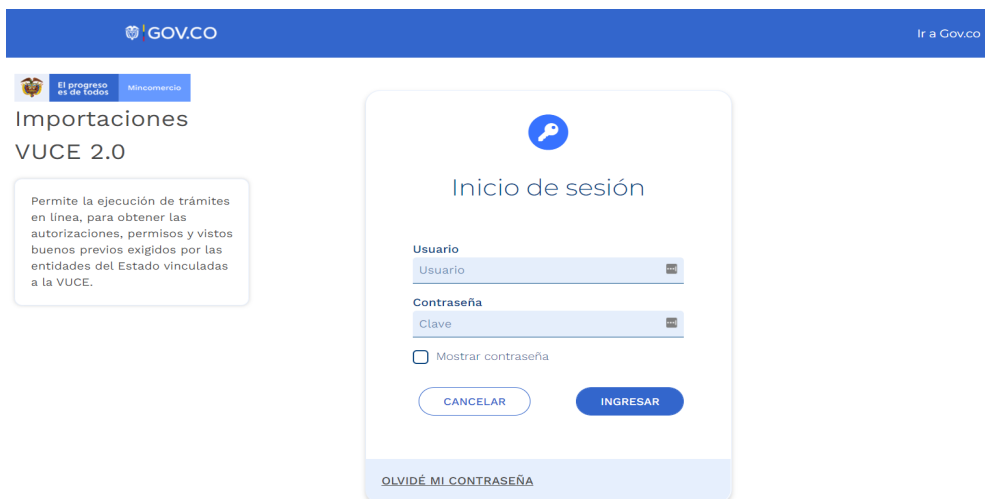 GOV.CO
Ir a Gov.co
El progreso
es de todos
Mincomercio
Importaciones
VUCE 2.0
Permite la ejecución de trámites
en línea, para obtener las
autorizaciones, permisos y vistos
buenos previos exigidos por las
entidades del Estado vinculadas
a la VUCE.
Inicio de sesión
Usuario
Usuario
Contraseña
Clave
Mostrar contraseña
CANCELAR
INGRESAR
OLVIDÉ MI CONTRASEÑA